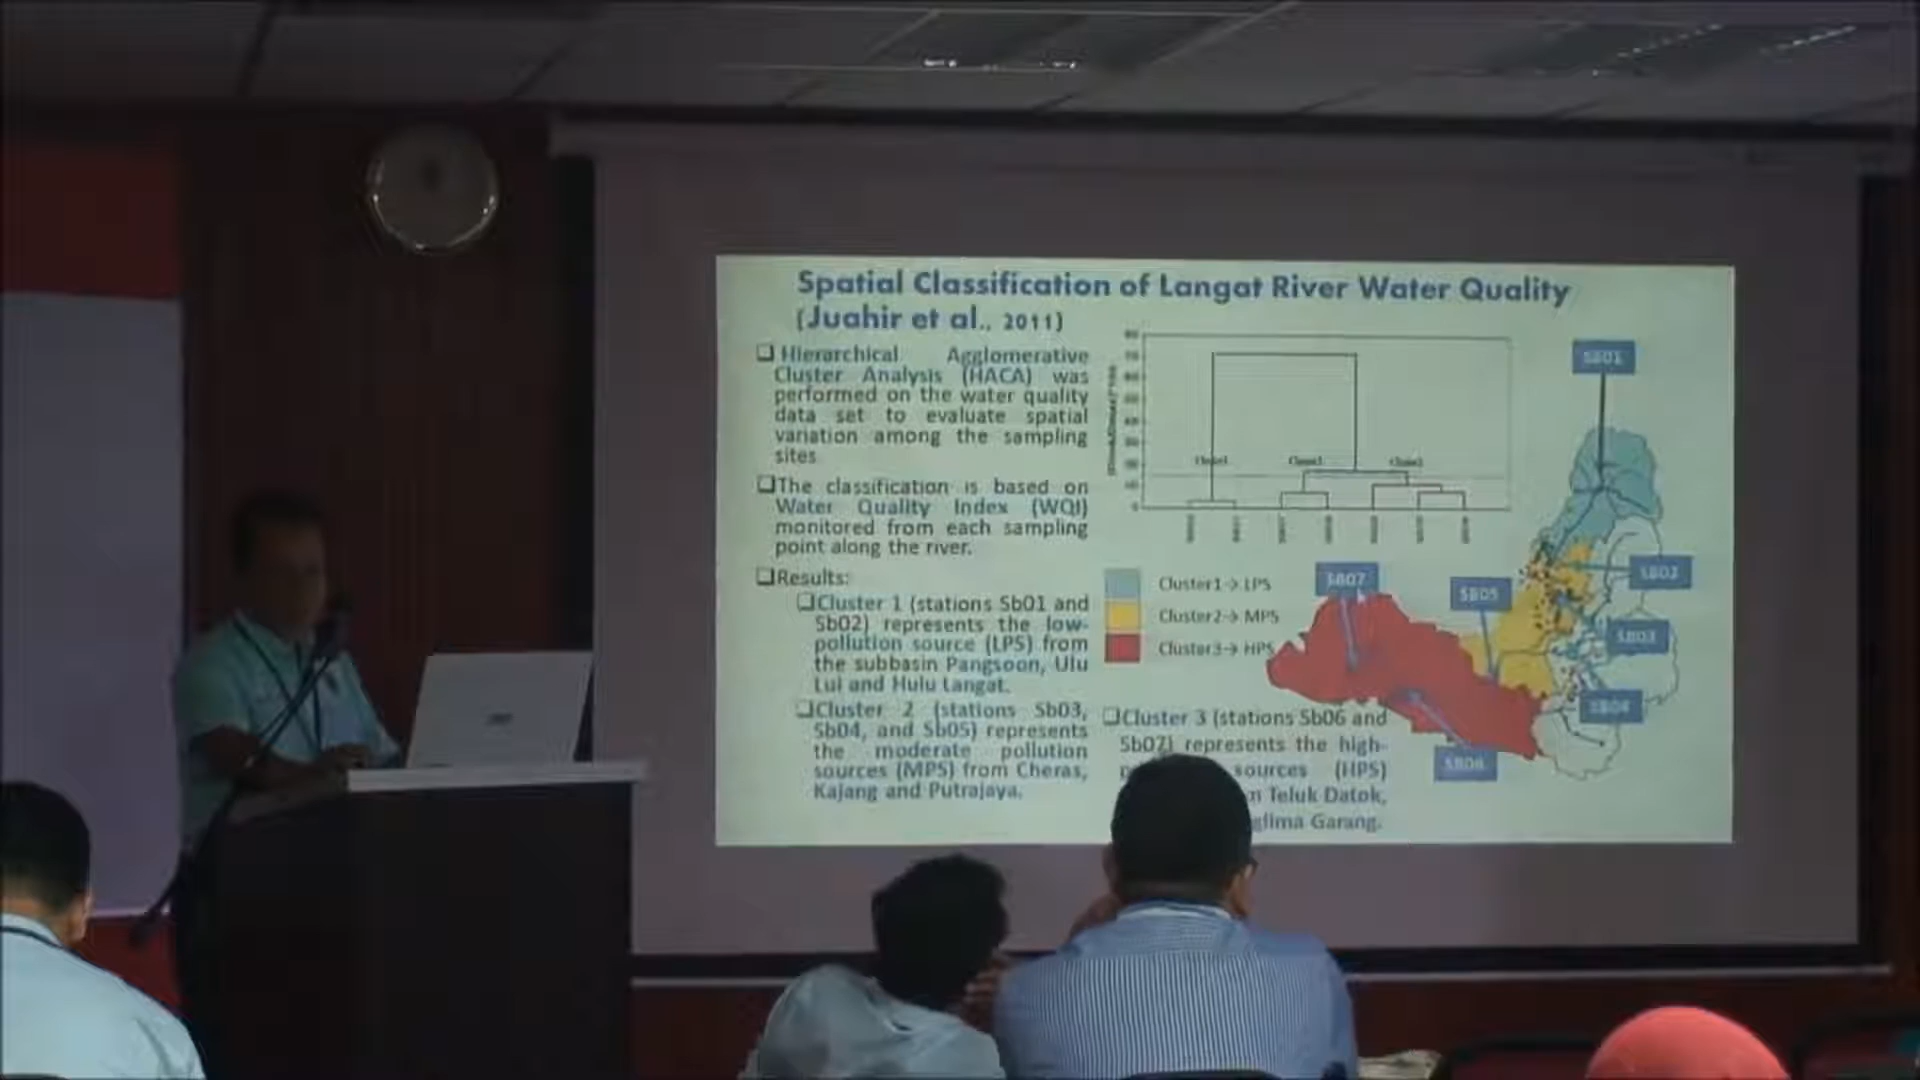 Spatial Classification of Langat River Water Quality
(Juahir et al., 2011)
❑ Hierarchical Agglomerative
Cluster Analysis (HACA) was
performed on the water quality
data set to evaluate spatial
variation among the sampling
sites
❑The classification is based on
Water Quality Index (WQI)
monitored from each sampling
point along the river.
❑Results:
❑Cluster 1 (stations Sb01 and
Sb02) represents the low-
pollution source (LPS) from
the subbasin Pangsoon, Ulu
Lui and Hulu Langat.
❑Cluster 2 (stations Sb03,
Sb04, and Sb05) represents
the moderate pollution
sources (MPS) from Cheras,
Kajang and Putrajaya.
Cluster1→ LPS
Cluster2→ MPS
Cluster3→ HPS
❑Cluster 3 (stations Sb06 and
Sb07) represents the high-
sources (HPS)
Teluk Datok,
Garang.
SB01
SB02
SB03
SB04
SB05
SB06
SB07